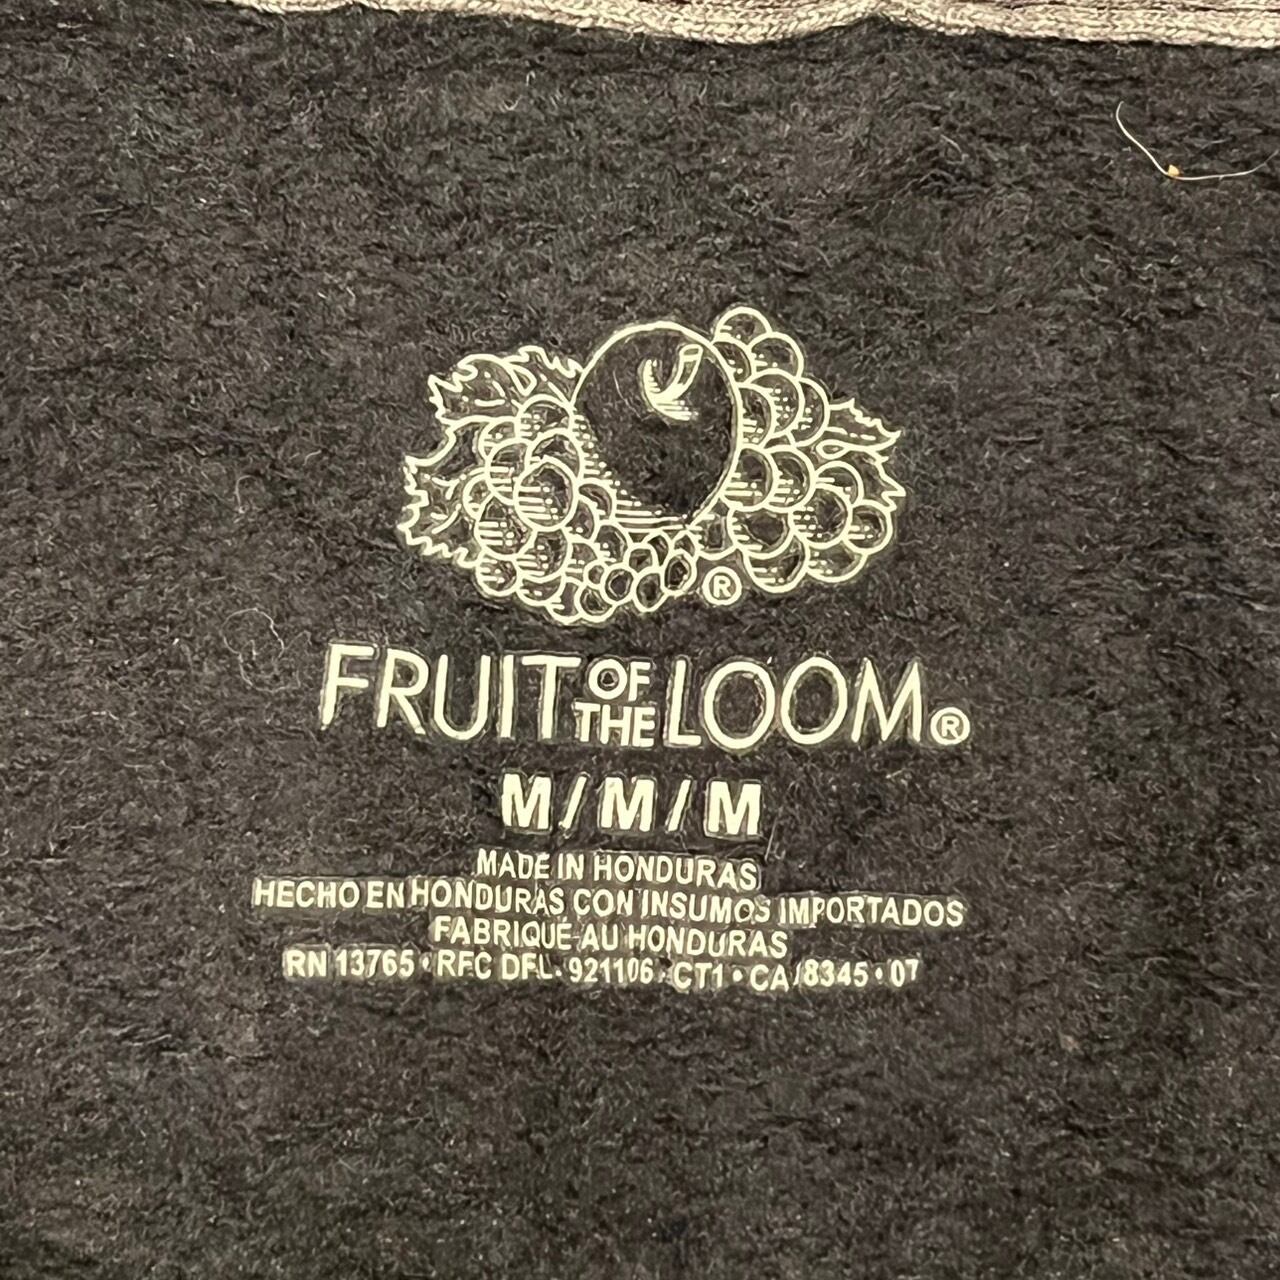 ®
FRUIT OF THE LOOM®
M / M / M
MADE IN HONDURAS
HECHO EN HONDURAS CON INSUMOS IMPORTADOS
FABRIQUÉ AU HONDURAS
RN 13765 • RFC DFL • 921106 • CT1 • CA 18345 • 07